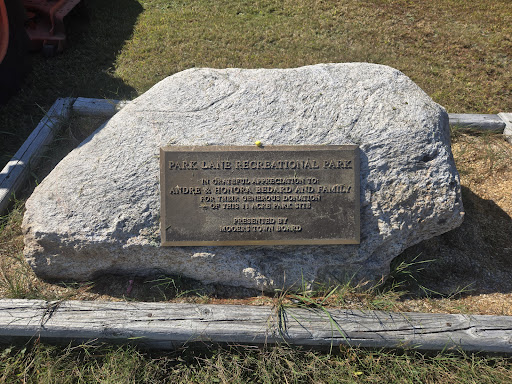 PARK LANE RECREATIONAL PARK
IN GRATEFUL APPRECIATION TO:
ANDRE & HONORA BEDARD AND FAMILY
FOR THEIR GENEROUS DONATION
OF THIS 11 ACRE PARK SITE
PRESENTED BY
MOOERS TOWN BOARD